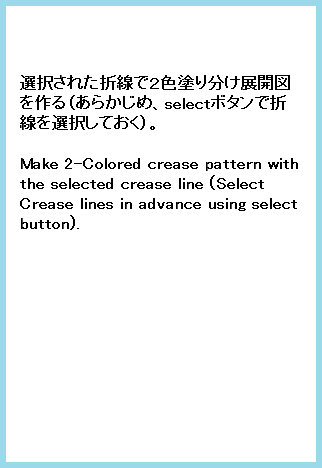 選択された折線で２色塗り分け展開図
を作る（あらかじめ、selectボタンで折
線を選択しておく）。
Make 2-Colored crease pattern with
the selected crease line (Select
Crease lines in advance using select
button).